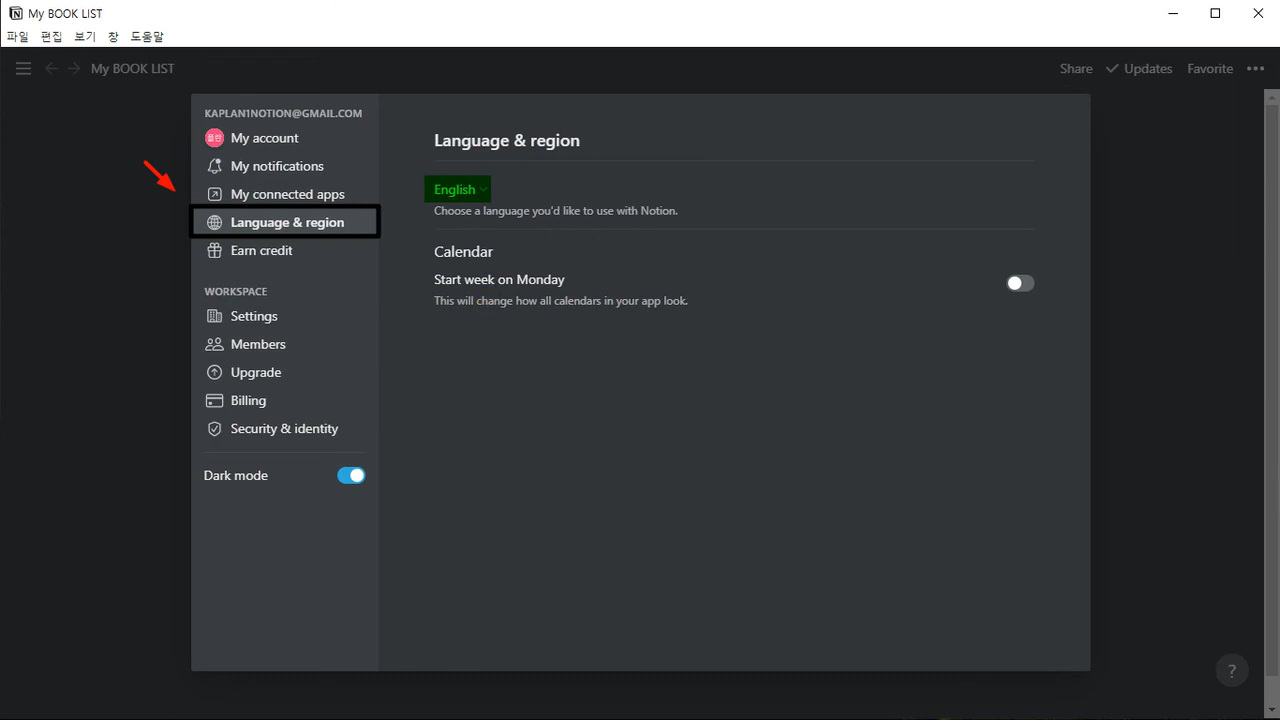 My BOOK LIST
파일 편집 보기 창 도움말
My BOOK LIST Share Updates Favorite
KAPLAN1NOTION@GMAIL.COM
My account
My notifications
My connected apps
Language & region
Earn credit
WORKSPACE
Settings
Members
Upgrade
Billing
Security & identity
Dark mode
Language & region
English
Choose a language you'd like to use with Notion.
Calendar
Start week on Monday
This will change how all calendars in your app look.
?